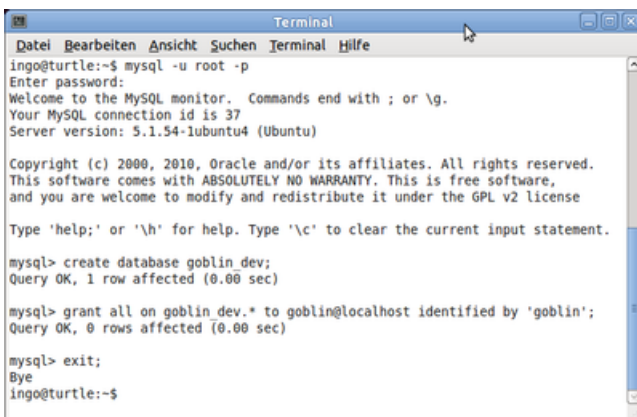 Terminal
Datei Bearbeiten Ansicht Suchen Terminal Hilfe
ingo@turtle:~$ mysql -u root -p
Enter password:
Welcome to the MySQL monitor.  Commands end with ; or \g.
Your MySQL connection id is 37
Server version: 5.1.54-1ubuntu4 (Ubuntu)
Copyright (c) 2000, 2010, Oracle and/or its affiliates. All rights reserved.
This software comes with ABSOLUTELY NO WARRANTY. This is free software,
and you are welcome to modify and redistribute it under the GPL v2 license
Type 'help;' or '\h' for help. Type '\c' to clear the current input statement.
mysql> create database goblin_dev;
Query OK, 1 row affected (0.00 sec)
mysql> grant all on goblin_dev.* to goblin@localhost identified by 'goblin';
Query OK, 0 rows affected (0.00 sec)
mysql> exit;
Bye
ingo@turtle:~$